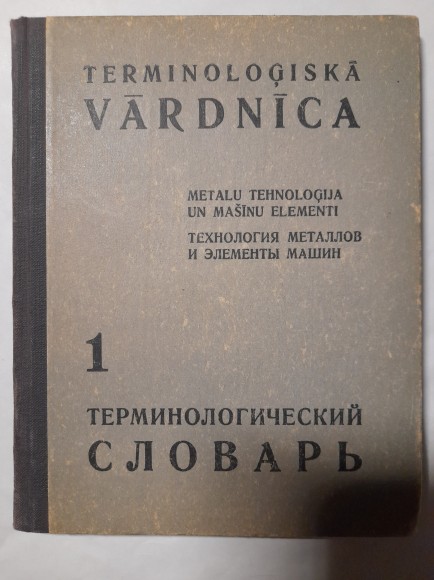 TERMINOLOĢISKĀ
VĀRDNĪCA
METALU TEHNOLOĢIJA
UN MAŠĪNU ELEMENTI
ТЕХНОЛОГИЯ МЕТАЛЛОВ
И ЭЛЕМЕНТЫ МАШИН
1
ТЕРМИНОЛОГИЧЕСКИЙ
СЛОВАРЬ